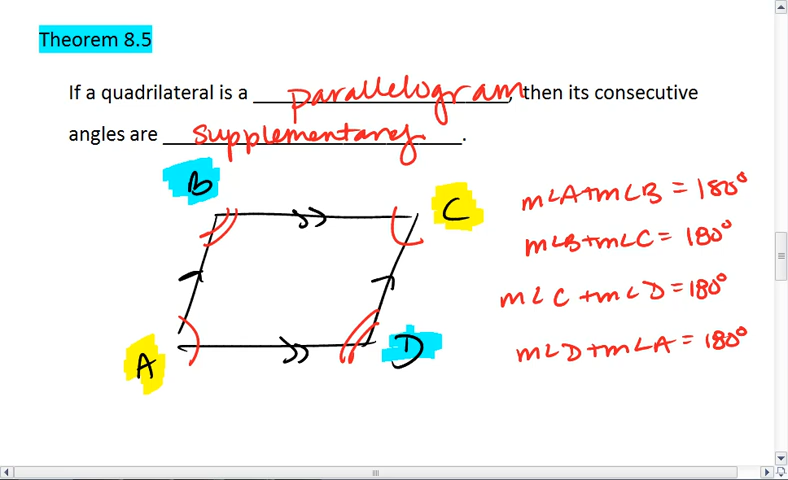 Theorem 8.5
If a quadrilateral is a parallelogram, then its consecutive
angles are supplementary.
B
C
A
D
m∠A+m∠B = 180°
m∠B+m∠C = 180°
m∠C + m∠D = 180°
m∠D + m∠A = 180°